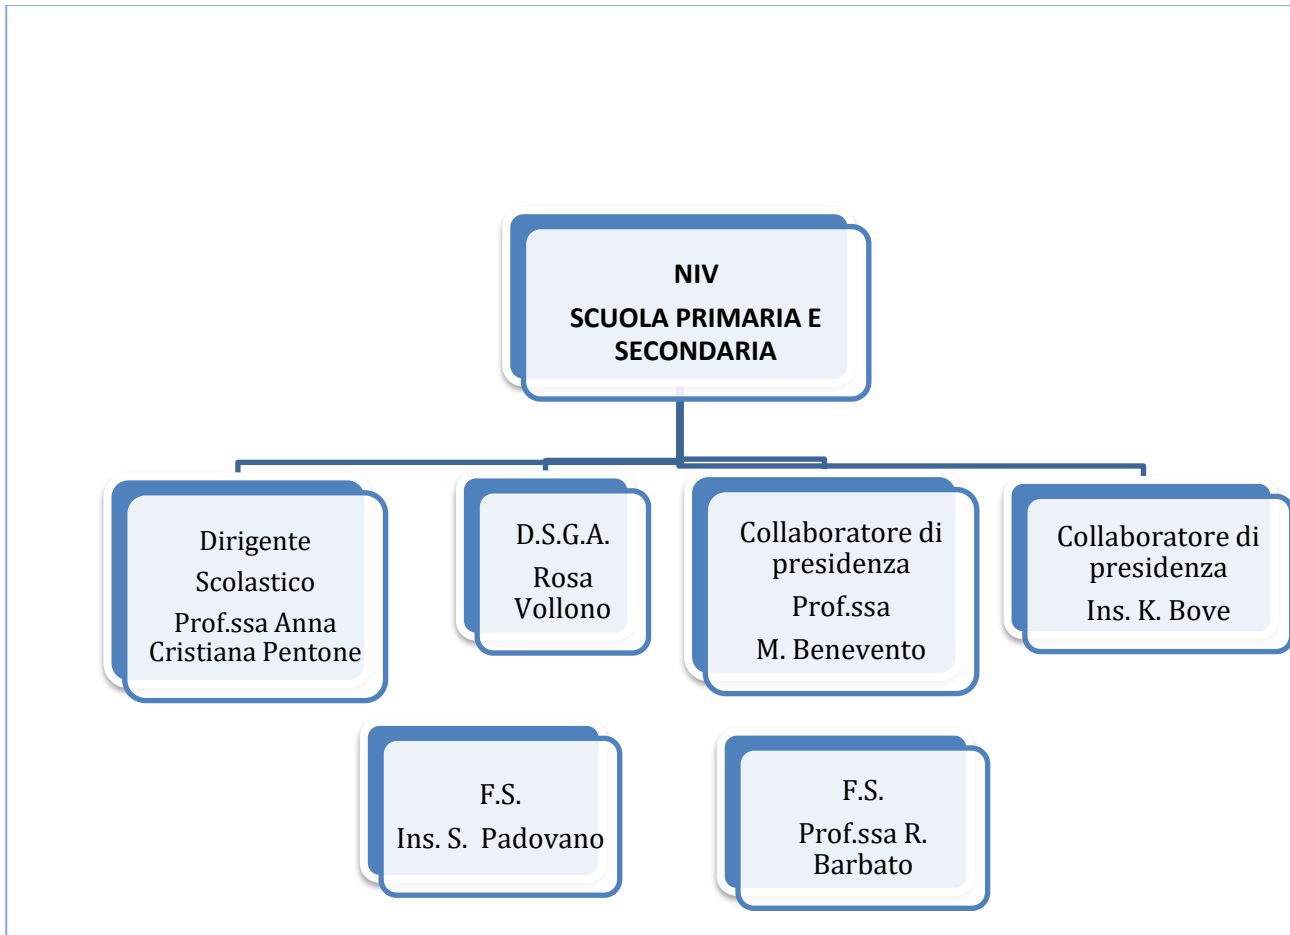 NIV
SCUOLA PRIMARIA E
SECONDARIA
Dirigente
Scolastico
Prof.ssa Anna
Cristiana Pentone
D.S.G.A.
Rosa
Vollono
Collaboratore di
presidenza
Prof.ssa
M. Benevento
Collaboratore di
presidenza
Ins. K. Bove
F.S.
Ins. S. Padovano
F.S.
Prof.ssa R.
Barbato